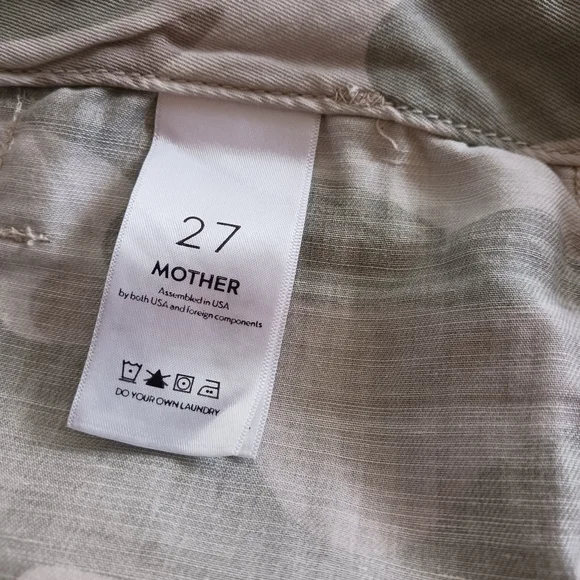 27
MOTHER
Assembled in USA
by both USA and foreign components
DO YOUR OWN LAUNDRY